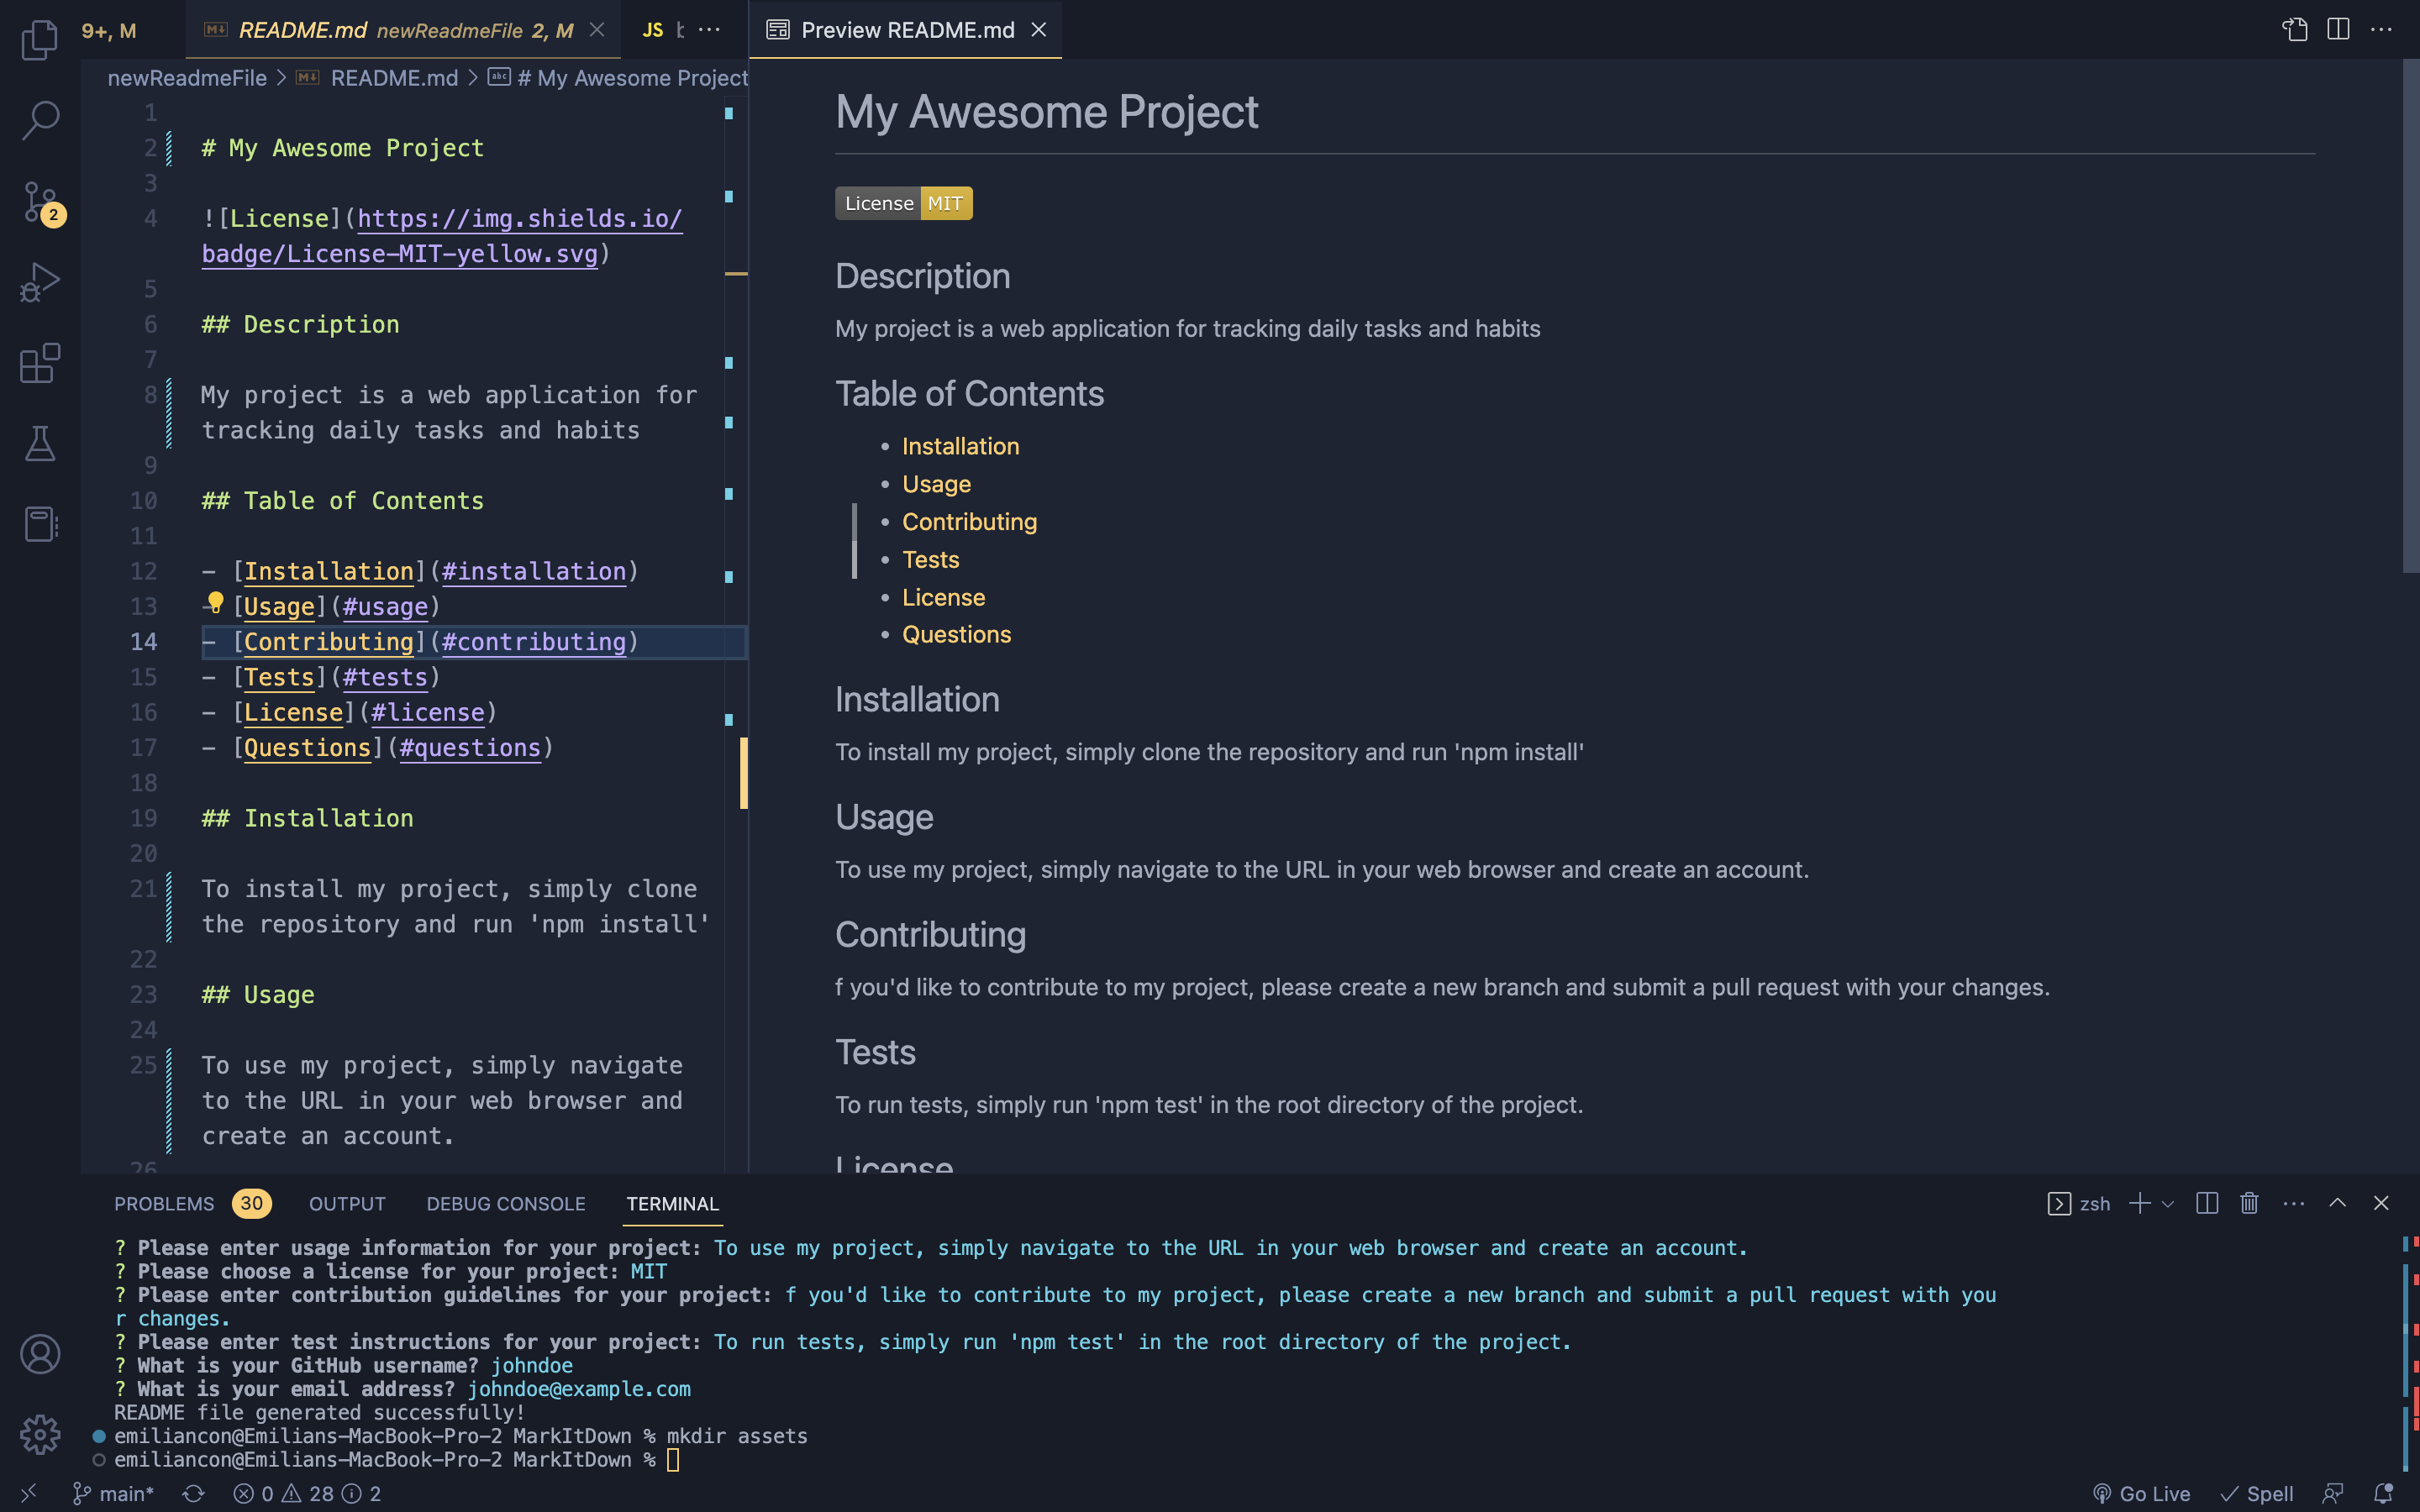 9+, M
README.md newReadmeFile 2, M
JS
Preview README.md
newReadmeFile > README.md > # My Awesome Project
1
2 # My Awesome Project
3
4 ![License](https://img.shields.io/
badge/License-MIT-yellow.svg)
5
6 ## Description
7
8 My project is a web application for
tracking daily tasks and habits
9
10 ## Table of Contents
11
12 - [Installation](#installation)
13 - [Usage](#usage)
14 - [Contributing](#contributing)
15 - [Tests](#tests)
16 - [License](#license)
17 - [Questions](#questions)
18
19 ## Installation
20
21 To install my project, simply clone
the repository and run 'npm install'
22
23 ## Usage
24
25 To use my project, simply navigate
to the URL in your web browser and
create an account.
26
My Awesome Project
License MIT
Description
My project is a web application for tracking daily tasks and habits
Table of Contents
• Installation
• Usage
• Contributing
• Tests
• License
• Questions
Installation
To install my project, simply clone the repository and run 'npm install'
Usage
To use my project, simply navigate to the URL in your web browser and create an account.
Contributing
f you'd like to contribute to my project, please create a new branch and submit a pull request with your changes.
Tests
To run tests, simply run 'npm test' in the root directory of the project.
License
2
PROBLEMS 30 OUTPUT DEBUG CONSOLE TERMINAL
zsh
? Please enter usage information for your project: To use my project, simply navigate to the URL in your web browser and create an account.
? Please choose a license for your project: MIT
? Please enter contribution guidelines for your project: f you'd like to contribute to my project, please create a new branch and submit a pull request with you
r changes.
? Please enter test instructions for your project: To run tests, simply run 'npm test' in the root directory of the project.
? What is your GitHub username? johndoe
? What is your email address? johndoe@example.com
README file generated successfully!
emiliancon@Emilians-MacBook-Pro-2 MarkItDown % mkdir assets
emiliancon@Emilians-MacBook-Pro-2 MarkItDown %
main* 0 28 2
Go Live Spell